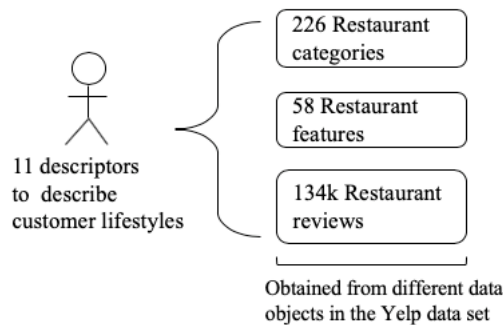 226 Restaurant
categories
58 Restaurant
features
11 descriptors
to describe
customer lifestyles
134k Restaurant
reviews
Obtained from different data
objects in the Yelp data set